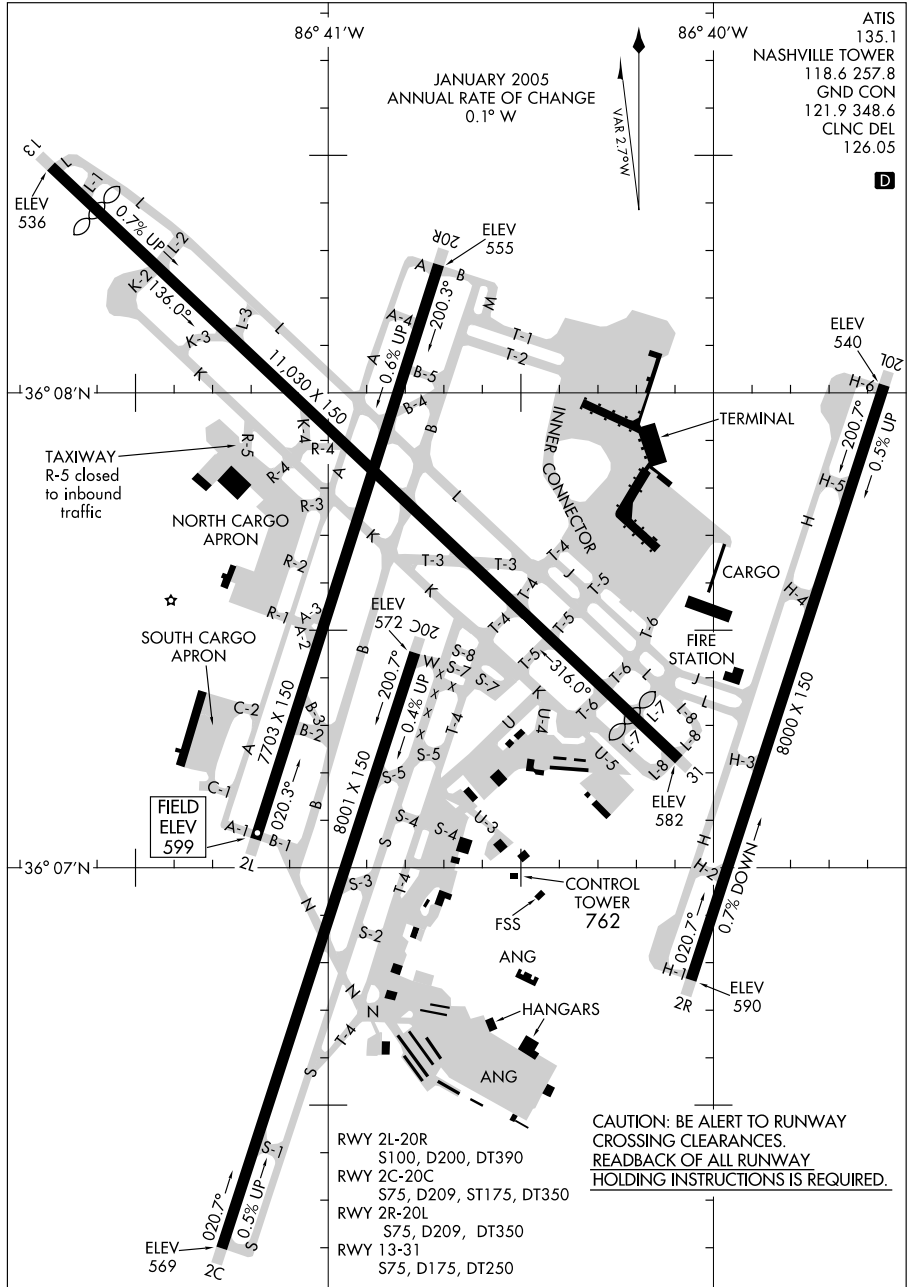 86° 41'W
86° 40'W
ATIS
135.1
NASHVILLE TOWER
118.6 257.8
GND CON
121.9 348.6
CLNC DEL
126.05
D
JANUARY 2005
ANNUAL RATE OF CHANGE
0.1° W
VAR 2.7°W
13
L
L-1
L
ELEV
536
0.7% UP
L-2
K-2
136.0°
L-3
K-3
L
K
11,030 X 150
20R
ELEV
555
A
B
200.3°
M
A-4
A
0.6% UP
T-1
T-2
B-5
B-4
B
ELEV
540
20L
H-6
200.7°
0.5% UP
36° 08'N
TERMINAL
INNER
CONNECTOR
TAXIWAY
R-5 closed
to inbound
traffic
R-5
K-4
R-4
R-4
A
L
H-5
H
R-3
NORTH CARGO
APRON
K
R-2
T-3
T-3
T-4
J
T-5
CARGO
H-4
K
T-4
R-1
A-3
A-2
ELEV
572
20C
T-4
T-5
T-6
SOUTH CARGO
APRON
B
W
S-8
S-7
S-7
T-5
316.0°
T-6
L
FIRE
STATION
J
L
200.7°
0.4% UP
X
X
X
X
X
K
T-6
L-7
L-7
L-8
L-8
L-8
8000 X 150
C-2
B-3
B-2
T-4
U
U-4
U-5
A
7703 X 150
S-5
S-5
31
H-3
C-1
020.3°
B
8001 X 150
ELEV
582
FIELD
ELEV
599
A-1
B-1
2L
S-4
S-4
U-3
S
H
36° 07'N
H-2
0.7% DOWN
S-3
T-4
CONTROL
TOWER
762
N
FSS
S-2
ANG
020.7°
H-1
ELEV
590
2R
N
N
T-4
HANGARS
S
ANG
S-1
020.7°
0.5% UP
S
ELEV
569
2C
RWY 2L-20R
S100, D200, DT390
RWY 2C-20C
S75, D209, ST175, DT350
RWY 2R-20L
S75, D209, DT350
RWY 13-31
S75, D175, DT250
CAUTION: BE ALERT TO RUNWAY
CROSSING CLEARANCES.
READBACK OF ALL RUNWAY
HOLDING INSTRUCTIONS IS REQUIRED.